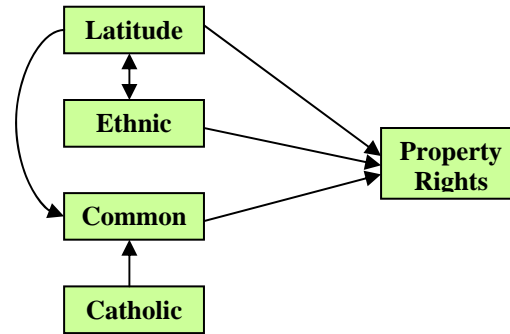 Latitude
Ethnic
Property
Rights
Common
Catholic